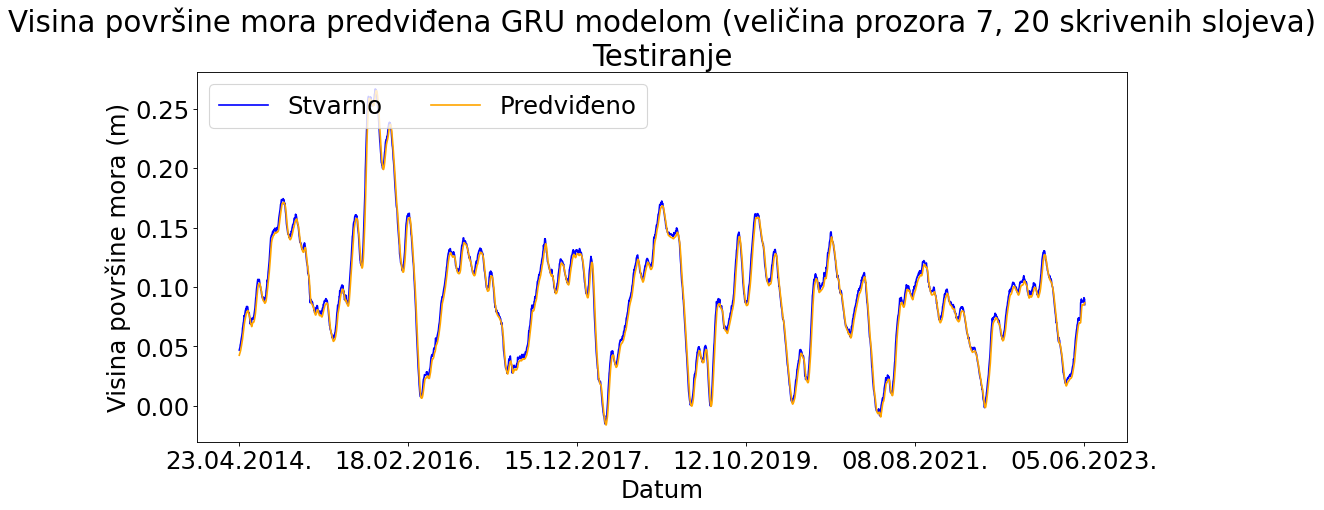 Visina površine mora predviđena GRU modelom (veličina prozora 7, 20 skrivenih slojeva)
Testiranje
Stvarno
Predviđeno
Visina površine mora (m)
0.25
0.20
0.15
0.10
0.05
0.00
23.04.2014.
18.02.2016.
15.12.2017.
12.10.2019.
08.08.2021.
05.06.2023.
Datum